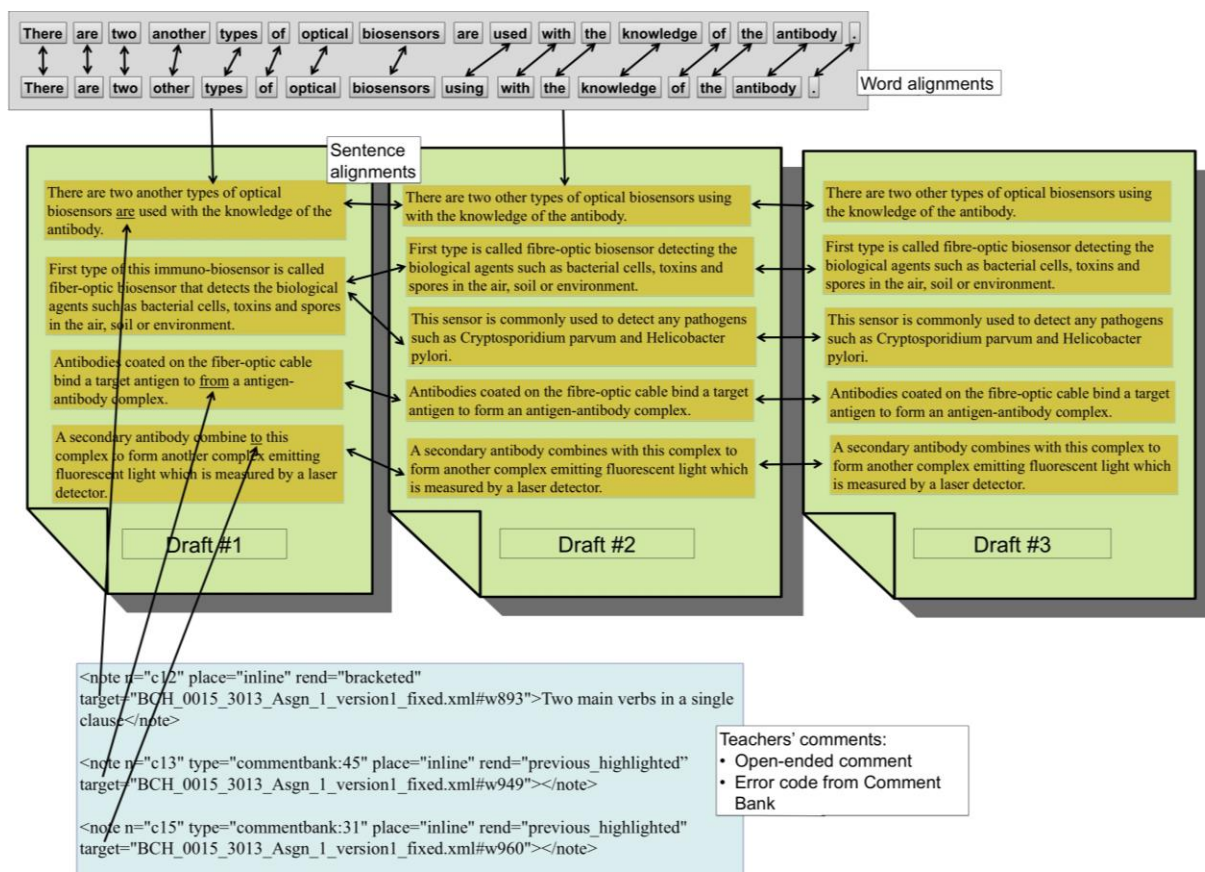 There are two another types of optical biosensors are used with the knowledge of the antibody .
There are two other types of optical biosensors using with the knowledge of the antibody .
Word alignments
Sentence
alignments
There are two another types of optical
biosensors are used with the knowledge of the
antibody.
First type of this immuno-biosensor is called
fiber-optic biosensor that detects the biological
agents such as bacterial cells, toxins and spores
in the air, soil or environment.
Antibodies coated on the fiber-optic cable
bind a target antigen to from a antigen-
antibody complex.
A secondary antibody combine to this
complex to form another complex emitting
fluorescent light which is measured by a laser
detector.
Draft #1
There are two other types of optical biosensors using
with the knowledge of the antibody.
First type is called fibre-optic biosensor detecting the
biological agents such as bacterial cells, toxins and
spores in the air, soil or environment.
This sensor is commonly used to detect any pathogens
such as Cryptosporidium parvum and Helicobacter
pylori.
Antibodies coated on the fibre-optic cable bind a target
antigen to form an antigen-antibody complex.
A secondary antibody combines with this complex to
form another complex emitting fluorescent light which
is measured by a laser detector.
Draft #2
There are two other types of optical biosensors using
the knowledge of the antibody.
First type is called fibre-optic biosensor detecting the
biological agents such as bacterial cells, toxins and
spores in the air, soil or environment.
This sensor is commonly used to detect any pathogens
such as Cryptosporidium parvum and Helicobacter
pylori.
Antibodies coated on the fibre-optic cable bind a target
antigen to form an antigen-antibody complex.
A secondary antibody combines with this complex to
form another complex emitting fluorescent light which
is measured by a laser detector.
Draft #3
<note n="c12" place="inline" rend="bracketed"
target="BCH_0015_3013_Asgn_1_version1_fixed.xml#w893">Two main verbs in a single
clause</note>
<note n="c13" type="commentbank:45" place="inline" rend="previous_highlighted”
target="BCH_0015_3013_Asgn_1_version1_fixed.xml#w949"></note>
<note n="c15" type="commentbank:31" place="inline" rend="previous_highlighted"
target="BCH_0015_3013_Asgn_1_version1_fixed.xml#w960"></note>
Teachers’ comments:
• Open-ended comment
• Error code from Comment
Bank